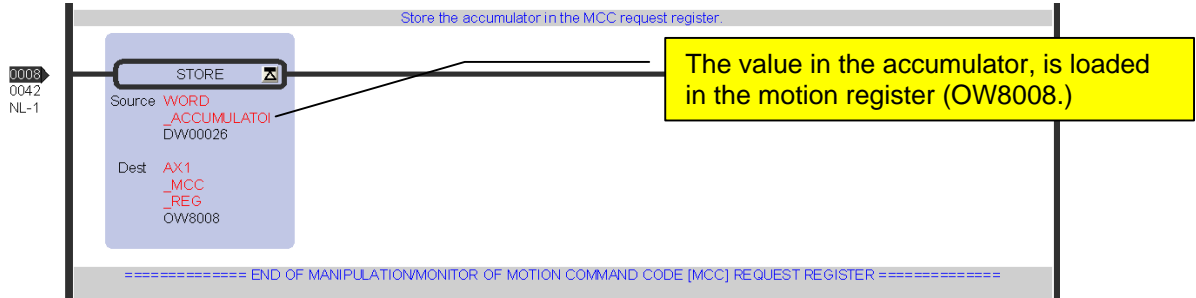 Store the accumulator in the MCC request register.
The value in the accumulator, is loaded
in the motion register (OW8008.)
0008
0042
NL-1
STORE
Source WORD
_ACCUMULATOI
DW00026
Dest AX1
_MCC
_REG
OW8008
============== END OF MANIPULATION/MONITOR OF MOTION COMMAND CODE [MCC] REQUEST REGISTER ==============